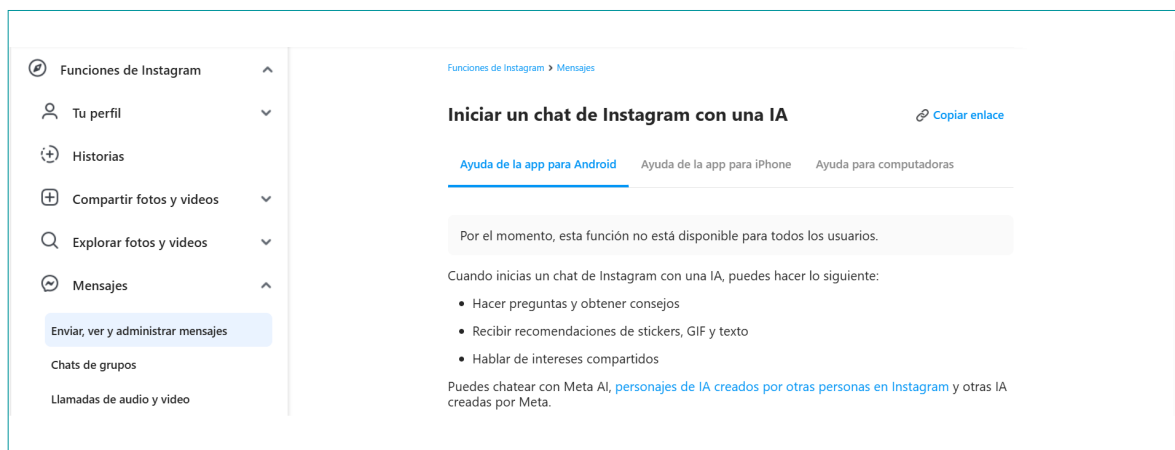 Funciones de Instagram
Tu perfil
Historias
Compartir fotos y videos
Explorar fotos y videos
Mensajes
Enviar, ver y administrar mensajes
Chats de grupos
Llamadas de audio y video
Funciones de Instagram > Mensajes
Iniciar un chat de Instagram con una IA
Copiar enlace
Ayuda de la app para Android Ayuda de la app para iPhone Ayuda para computadoras
Por el momento, esta función no está disponible para todos los usuarios.
Cuando inicias un chat de Instagram con una IA, puedes hacer lo siguiente:
• Hacer preguntas y obtener consejos
• Recibir recomendaciones de stickers, GIF y texto
• Hablar de intereses compartidos
Puedes chatear con Meta AI, personajes de IA creados por otras personas en Instagram y otras IA
creadas por Meta.